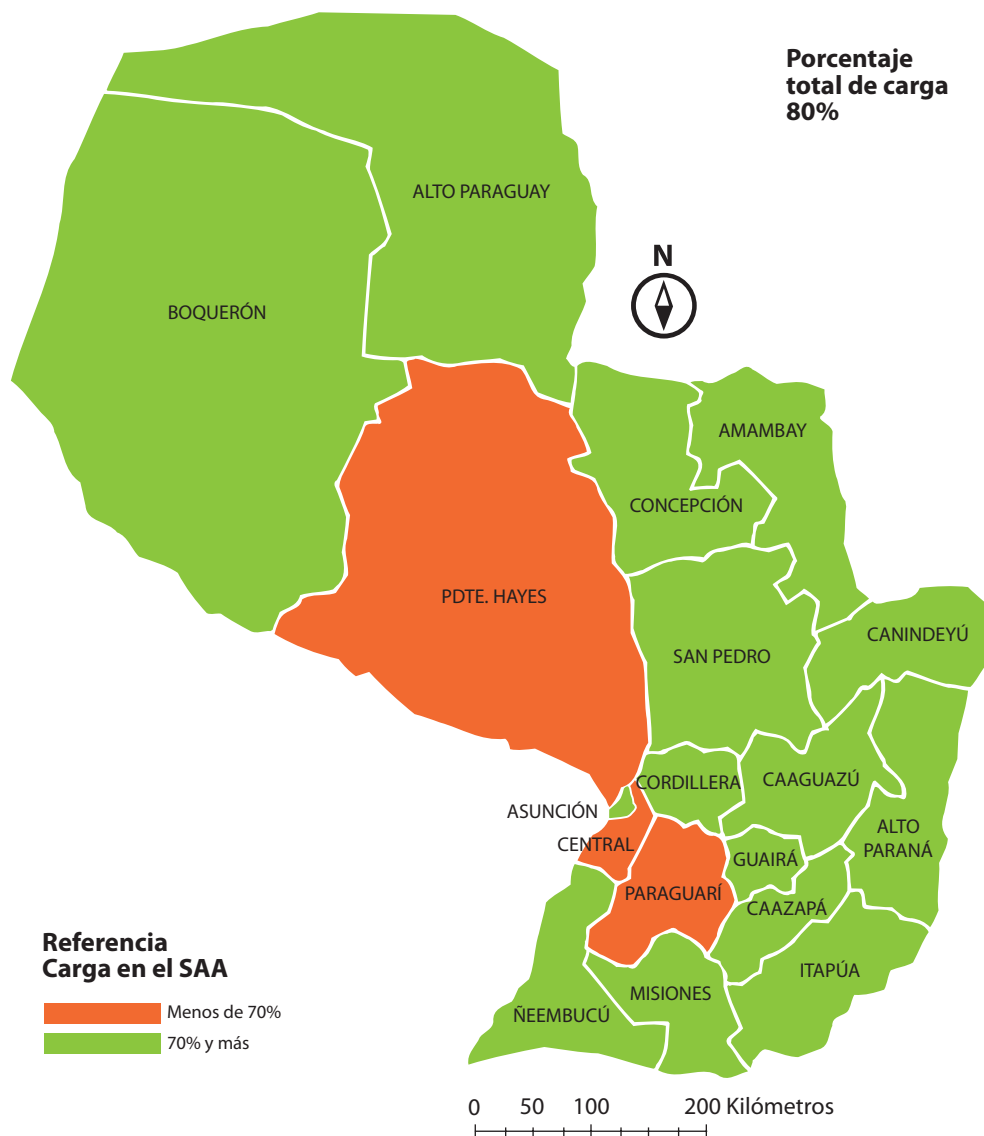 Porcentaje
total de carga
80%
ALTO PARAGUAY
N
BOQUERÓN
AMAMBAY
CONCEPCIÓN
PDTE. HAYES
CANINDEYÚ
SAN PEDRO
CORDILLERA
CAAGUAZÚ
ASUNCIÓN
ALTO
PARANÁ
CENTRAL
GUAIRÁ
PARAGUARÍ
CAAZAPÁ
ITAPÚA
MISIONES
ÑEEMBUCÚ
Referencia
Carga en el SAA
Menos de 70%
70% y más
0 50 100 200 Kilómetros